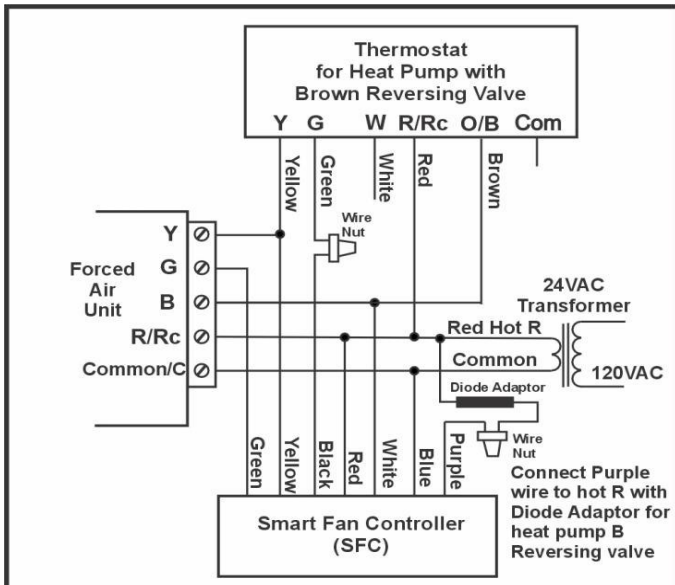 Thermostat
for Heat Pump with
Brown Reversing Valve
Y G W R/Rc O/B Com
Yellow
Green
White
Red
Brown
Wire
Nut
Forced
Air
Unit
Y
G
B
R/Rc
Common/C
24VAC
Transformer
Red Hot R
Common
120VAC
Diode Adaptor
Wire
Nut
Green
Yellow
Black
Red
White
Blue
Purple
Connect Purple
wire to hot R with
Diode Adaptor for
heat pump B
Reversing valve
Smart Fan Controller
(SFC)